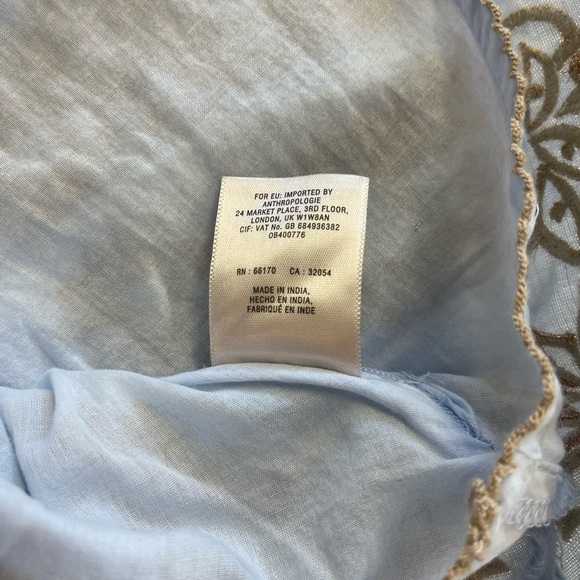 FOR EU: IMPORTED BY
ANTHROPOLOGIE
24 MARKET PLACE, 3RD FLOOR,
LONDON, UK W1W8AN
CIF: VAT No. GB 684936382
OB400776
RN : 66170 CA : 32054
MADE IN INDIA,
HECHO EN INDIA,
FABRIQUÉ EN INDE